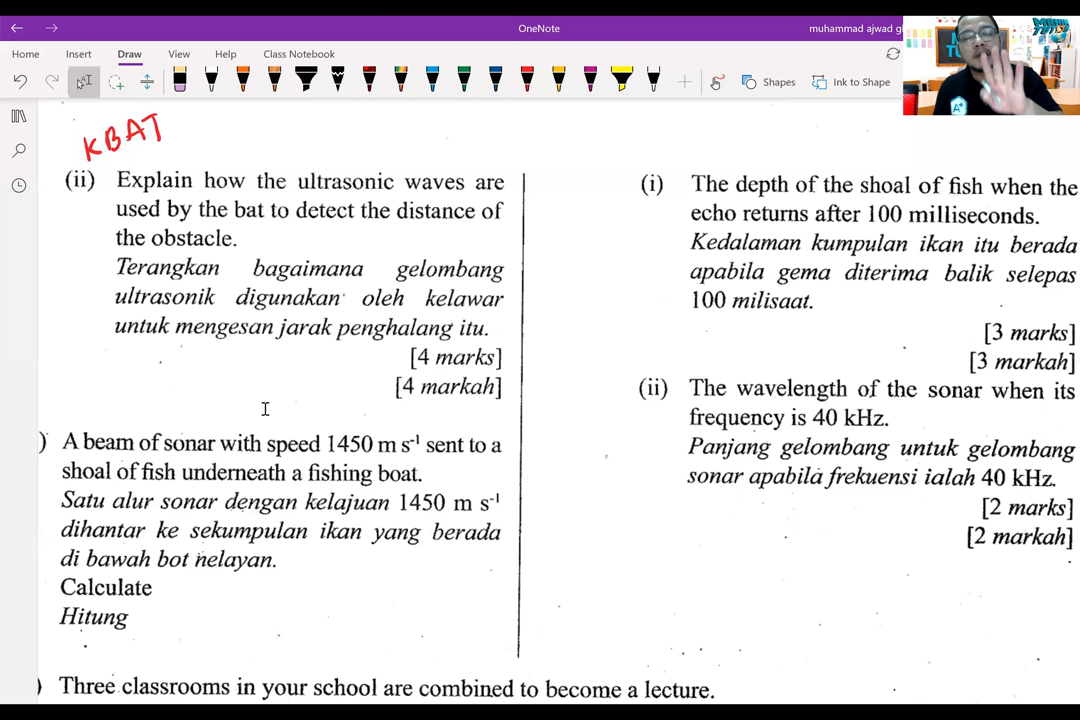 OneNote
muhammad ajwad
Home Insert Draw View Help Class Notebook
Shapes Ink to Shape
KBAT
(ii) Explain how the ultrasonic waves are
used by the bat to detect the distance of
the obstacle.
Terangkan bagaimana gelombang
ultrasonik digunakan oleh kelawar
untuk mengesan jarak penghalang itu.
[4 marks]
[4 markah]
) A beam of sonar with speed 1450 m s⁻¹ sent to a
shoal of fish underneath a fishing boat.
Satu alur sonar dengan kelajuan 1450 m s⁻¹
dihantar ke sekumpulan ikan yang berada
di bawah bot nelayan.
Calculate
Hitung
(i) The depth of the shoal of fish when the
echo returns after 100 milliseconds.
Kedalaman kumpulan ikan itu berada
apabila gema diterima balik selepas
100 milisaat.
[3 marks]
[3 markah]
(ii) The wavelength of the sonar when its
frequency is 40 kHz.
Panjang gelombang untuk gelombang
sonar apabila frekuensi ialah 40 kHz.
[2 marks]
[2 markah]
) Three classrooms in your school are combined to become a lecture.